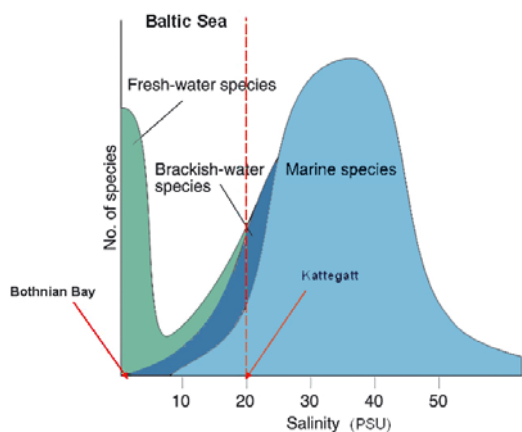 Baltic Sea
Fresh-water species
Brackish-water
species
Marine species
No. of species
Bothnian Bay
Kattegatt
10
20
30
40
50
Salinity (PSU)